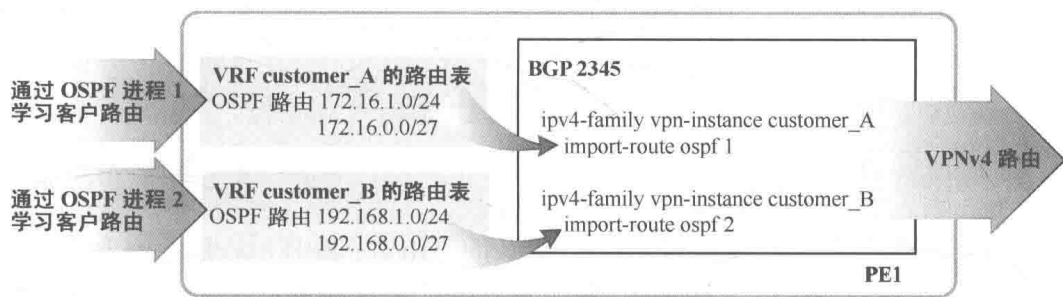 通过 OSPF 进程 1
学习客户路由
VRF customer_A 的路由表
OSPF 路由 172.16.1.0/24
172.16.0.0/27
通过 OSPF 进程 2
学习客户路由
VRF customer_B 的路由表
OSPF 路由 192.168.1.0/24
192.168.0.0/27
BGP 2345
ipv4-family vpn-instance customer_A
import-route ospf 1
ipv4-family vpn-instance customer_B
import-route ospf 2
VPNv4 路由
PE1